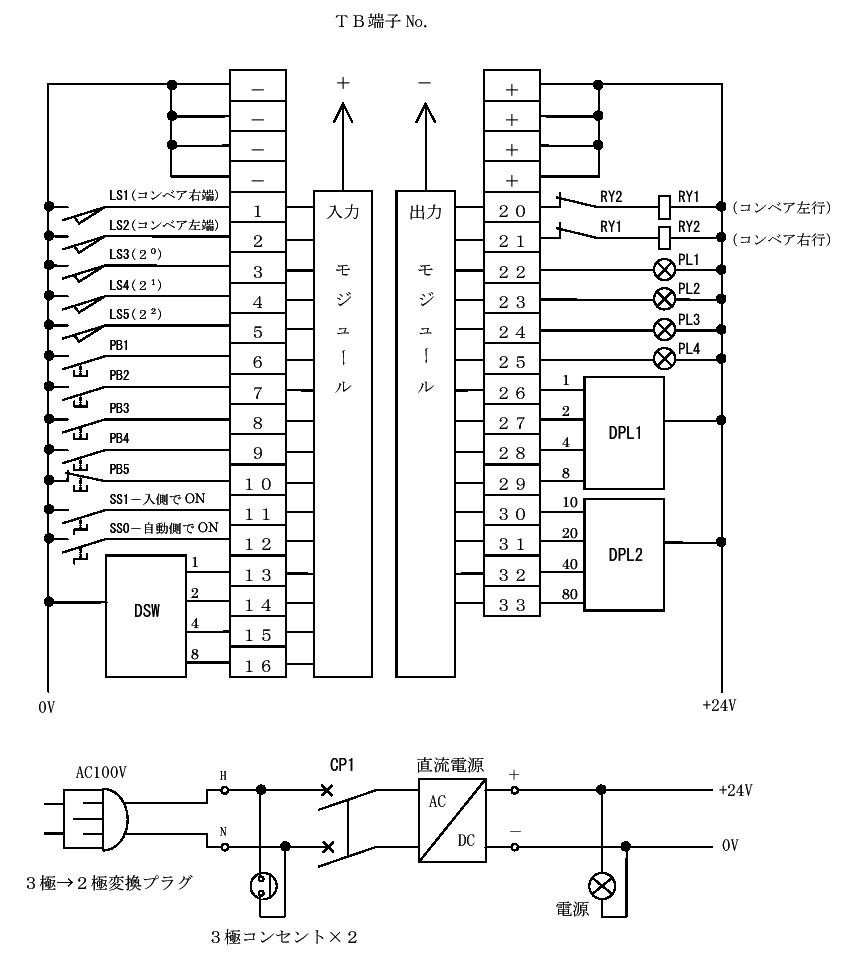 ＴＢ端子 No.
＋ －
－ ＋
－ ＋
－ ＋
－ ＋
LS1(コンベア右端) １ 入力 出力 ２０ RY2 RY1 (コンベア左行)
LS2(コンベア左端) ２ ２１ RY1 RY2 (コンベア右行)
LS3(２⁰) ３ モ モ ２２ PL1
LS4(２¹) ４ ジ ジ ２３ PL2
LS5(２²) ５ ュ ュ ２４ PL3
PB1 ６ ー ー ２５ PL4
PB2 ７ ル ル ２６ 1
PB3 ８ ２７ 2 DPL1
PB4 ９ ２８ 4
PB5 １０ ２９ 8
SS1－入側でON １１ ３０ 10
SS0－自動側でON １２ ３１ 20 DPL2
1 １３ ３２ 40
DSW 2 １４ ３３ 80
4 １５
8 １６
0V +24V
AC100V H CP1 直流電源 ＋ +24V
AC
N DC － 0V
３極→２極変換プラグ
電源
３極コンセント×２